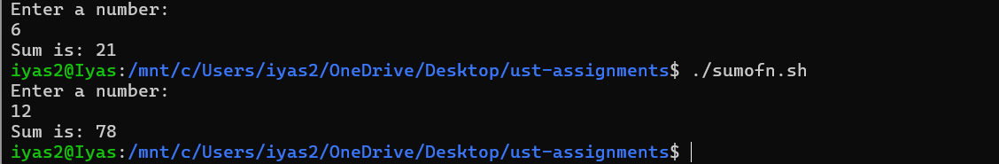 Enter a number:
6
Sum is: 21
iyas2@Iyas:/mnt/c/Users/iyas2/OneDrive/Desktop/ust-assignments$ ./sumofn.sh
Enter a number:
12
Sum is: 78
iyas2@Iyas:/mnt/c/Users/iyas2/OneDrive/Desktop/ust-assignments$